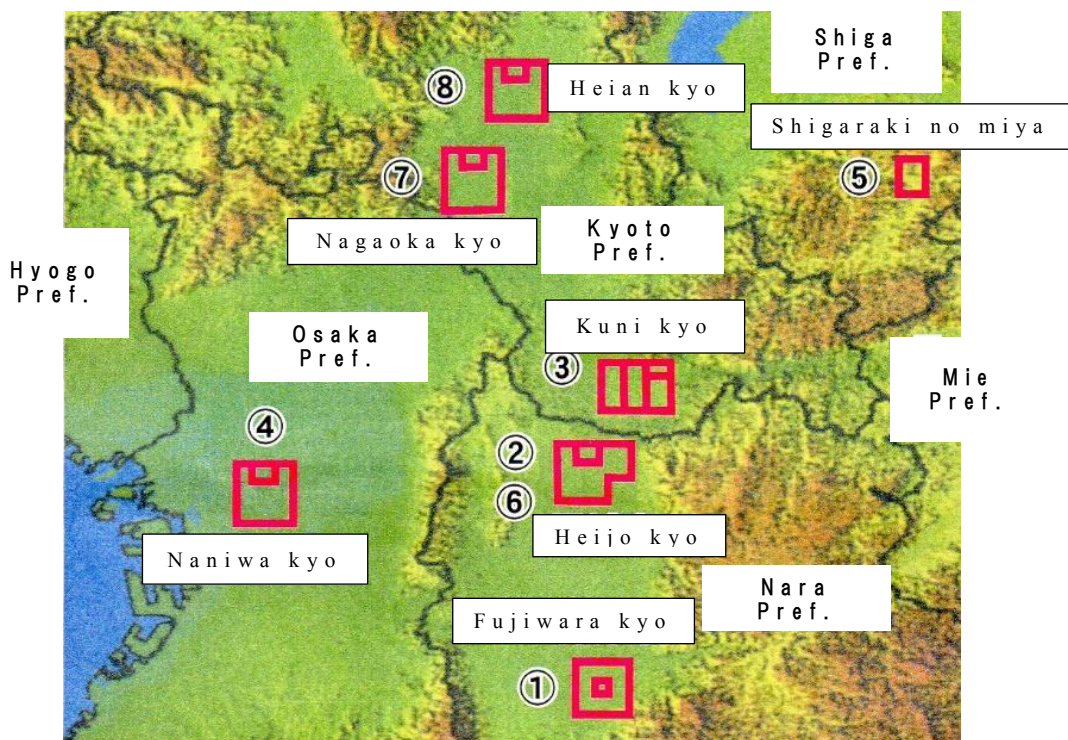 Shiga
Pref.
⑧
Heian kyo
Shigaraki no miya
⑦
⑤
Nagaoka kyo
Kyoto
Pref.
Hyogo
Pref.
Osaka
Pref.
Kuni kyo
③
Mie
Pref.
④
②
⑥
Heijo kyo
Naniwa kyo
Nara
Pref.
Fujiwara kyo
①